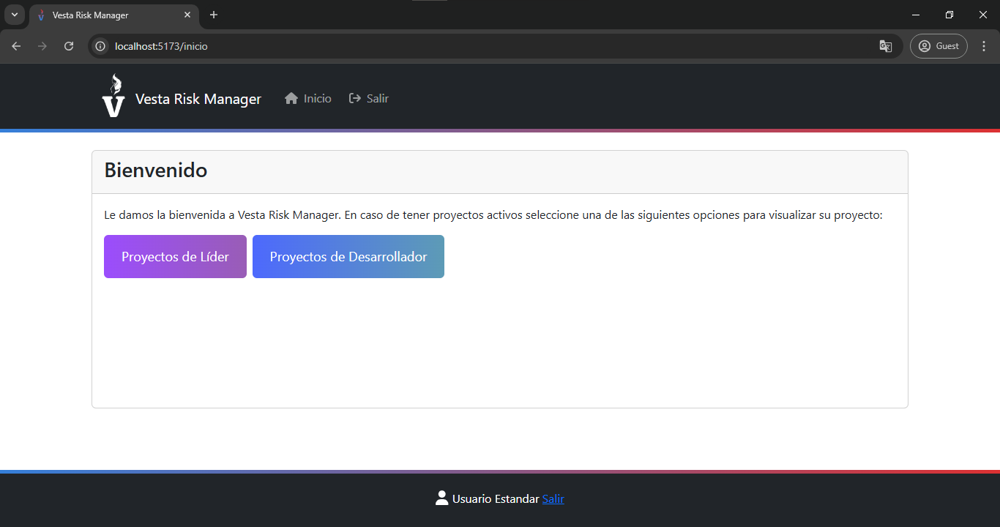 Vesta Risk Manager
localhost:5173/inicio
Guest
V Vesta Risk Manager Inicio Salir
Bienvenido
Le damos la bienvenida a Vesta Risk Manager. En caso de tener proyectos activos seleccione una de las siguientes opciones para visualizar su proyecto:
Proyectos de Líder Proyectos de Desarrollador
Usuario Estandar Salir